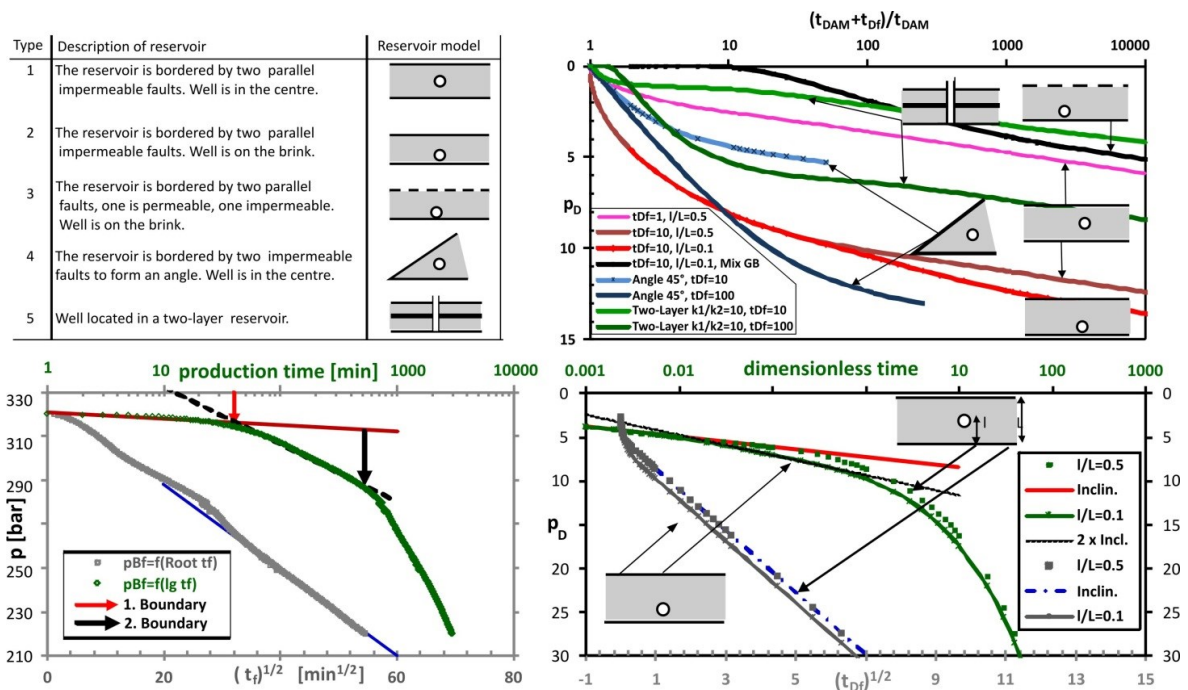 Type Description of reservoir Reservoir model
1 The reservoir is bordered by two parallel
impermeable faults. Well is in the centre.
2 The reservoir is bordered by two parallel
impermeable faults. Well is on the brink.
3 The reservoir is bordered by two parallel
faults, one is permeable, one impermeable.
Well is on the brink.
4 The reservoir is bordered by two impermeable
faults to form an angle. Well is in the centre.
5 Well located in a two-layer reservoir.
(tDAM+tDf)/tDAM
1 10 100 1000 10000
0
5
10
15
pD
tDf=1, l/L=0.5
tDf=10, l/L=0.5
tDf=10, l/L=0.1
tDf=10, l/L=0.1, Mix GB
Angle 45°, tDf=10
Angle 45°, tDf=100
Two-Layer k1/k2=10, tDf=10
Two-Layer k1/k2=10, tDf=100
production time [min]
1 10 1000 10000
330
310
290
270
250
230
210
p [bar]
pBf=f(Root tf)
pBf=f(lg tf)
1. Boundary
2. Boundary
0 20 40 60 80
(tf)1/2 [min1/2]
dimensionless time
0.001 0.01 10 100 1000
0 0
5 5
10 10
15 15
20 20
25 25
30 30
pD
l L
l/L=0.5
Inclin.
l/L=0.1
2 x Incl.
l/L=0.5
Inclin.
l/L=0.1
-1 1 3 5 7 9 11 13 15
(tDf)1/2